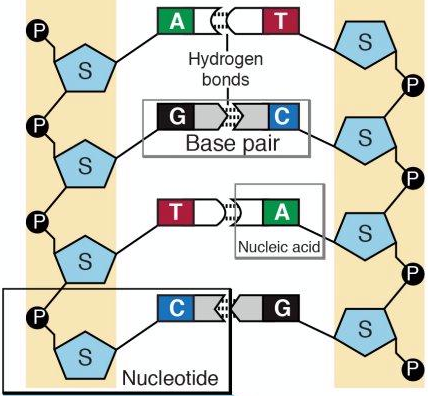 A T
P S
S P
Hydrogen
bonds
G C
P S
Base pair
S P
T A
P S
Nucleic acid
S P
C G
P S
S P
Nucleotide